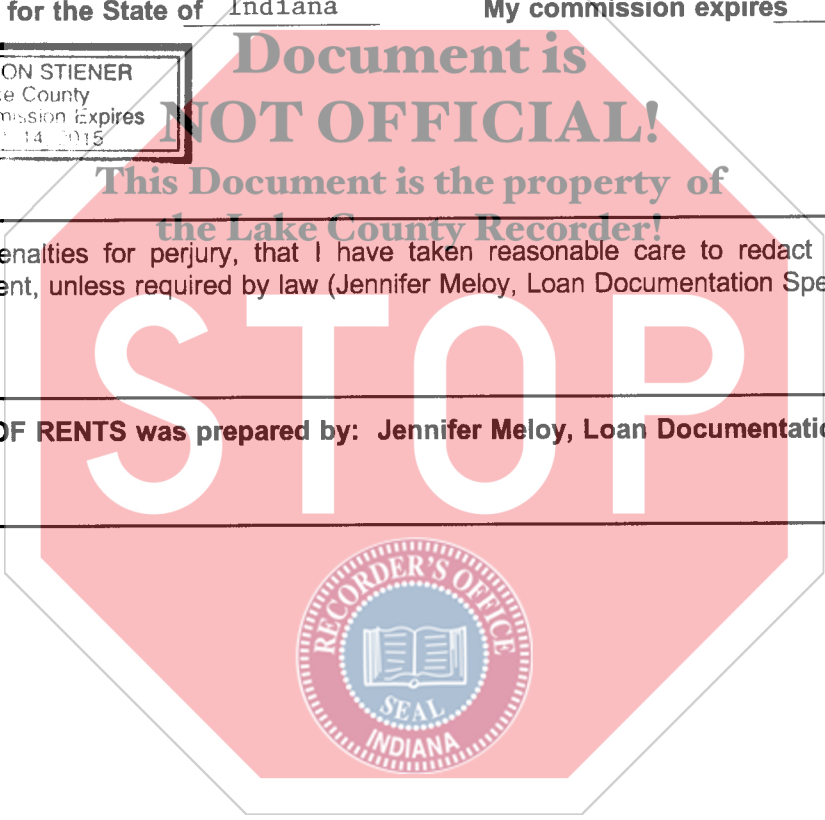 for the State of Indiana My commission expires
Document is
ON STIENER
e County
mission Expires
14 2015
NOT OFFICIAL!
This Document is the property of
the Lake County Recorder!
enalties for perjury, that I have taken reasonable care to redact
ent, unless required by law (Jennifer Meloy, Loan Documentation Spe
STOP
OF RENTS was prepared by: Jennifer Meloy, Loan Documentatio
RECORDER'S OFFICE
SEAL
INDIANA